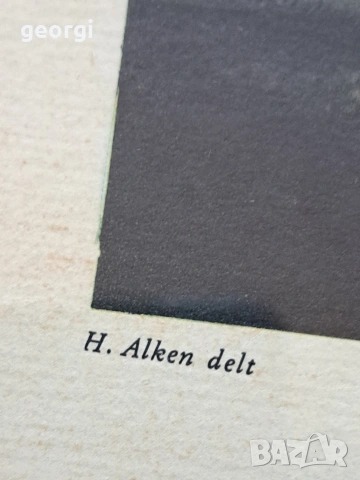 georgi
H. Alken delt
BAZAR